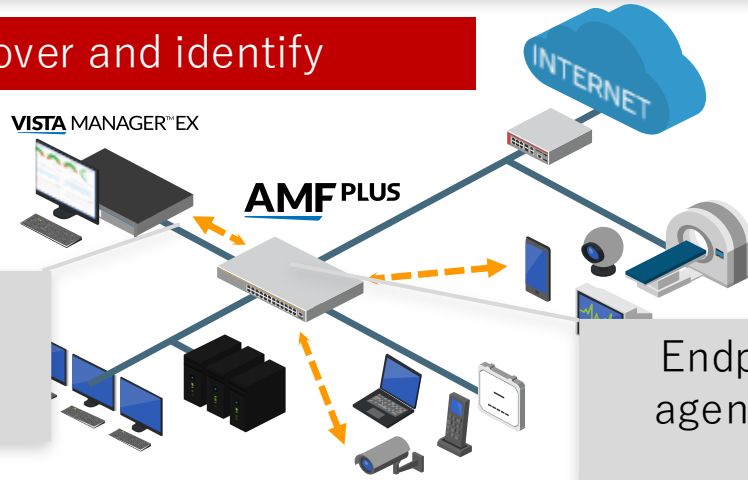 over and identify
INTERNET
VISTA MANAGER™ EX
AMF PLUS
Endp
agen